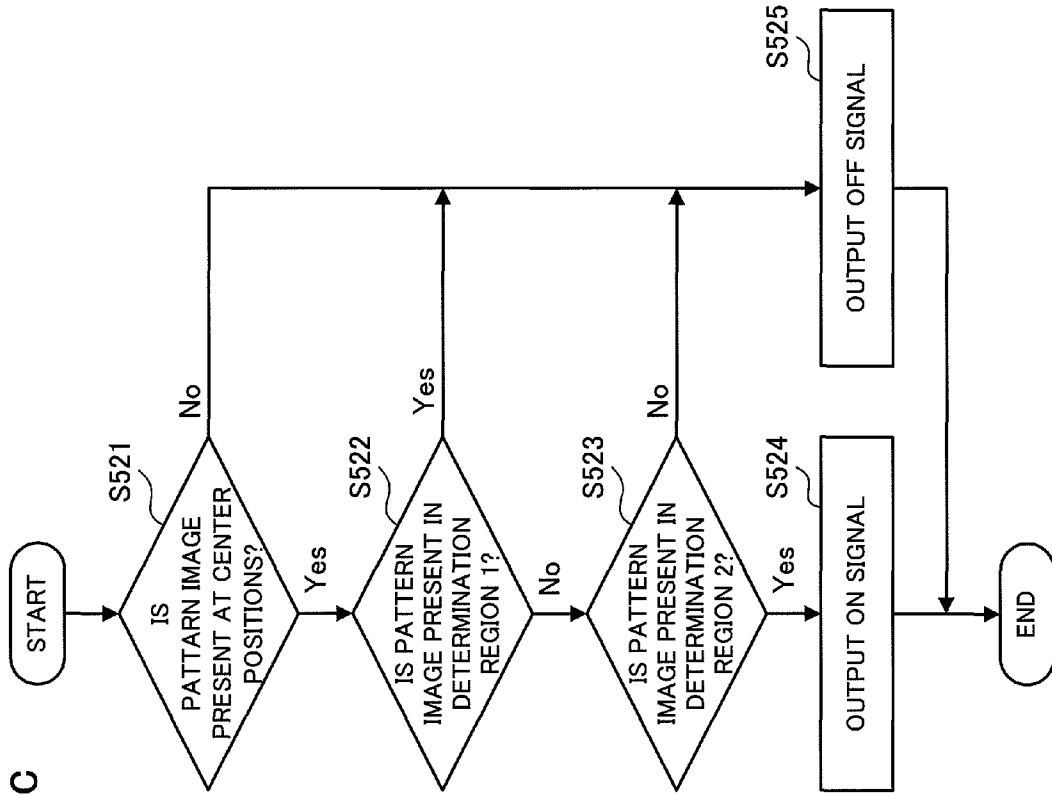 C
START
S521
IS
PATTARN IMAGE
PRESENT AT CENTER
POSITIONS?
No
Yes
S522
IS PATTERN
IMAGE PRESENT IN
DETERMINATION
REGION 1?
Yes
No
S523
IS PATTERN
IMAGE PRESENT IN
DETERMINATION
REGION 2?
No
Yes
S524
OUTPUT ON SIGNAL
S525
OUTPUT OFF SIGNAL
END